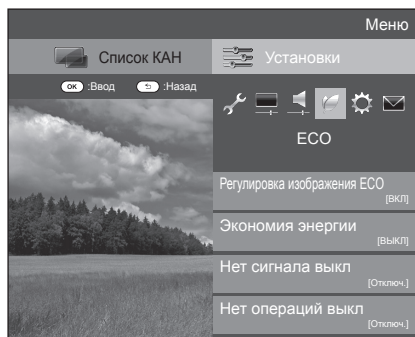 Меню
Список КАН
Установки
OK :Ввод :Назад
ECO
Регулировка изображения ECO
[ВКЛ]
Экономия энергии
[ВЫКЛ]
Нет сигнала выкл
[Отключ.]
Нет операций выкл
[Отключ.]